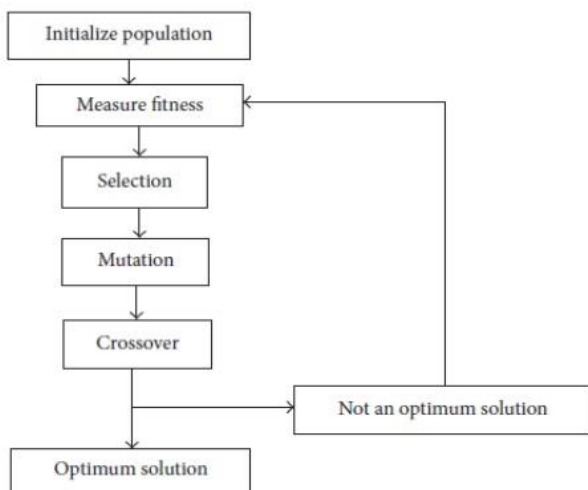 Initialize population
Measure fitness
Selection
Mutation
Crossover
Not an optimum solution
Optimum solution